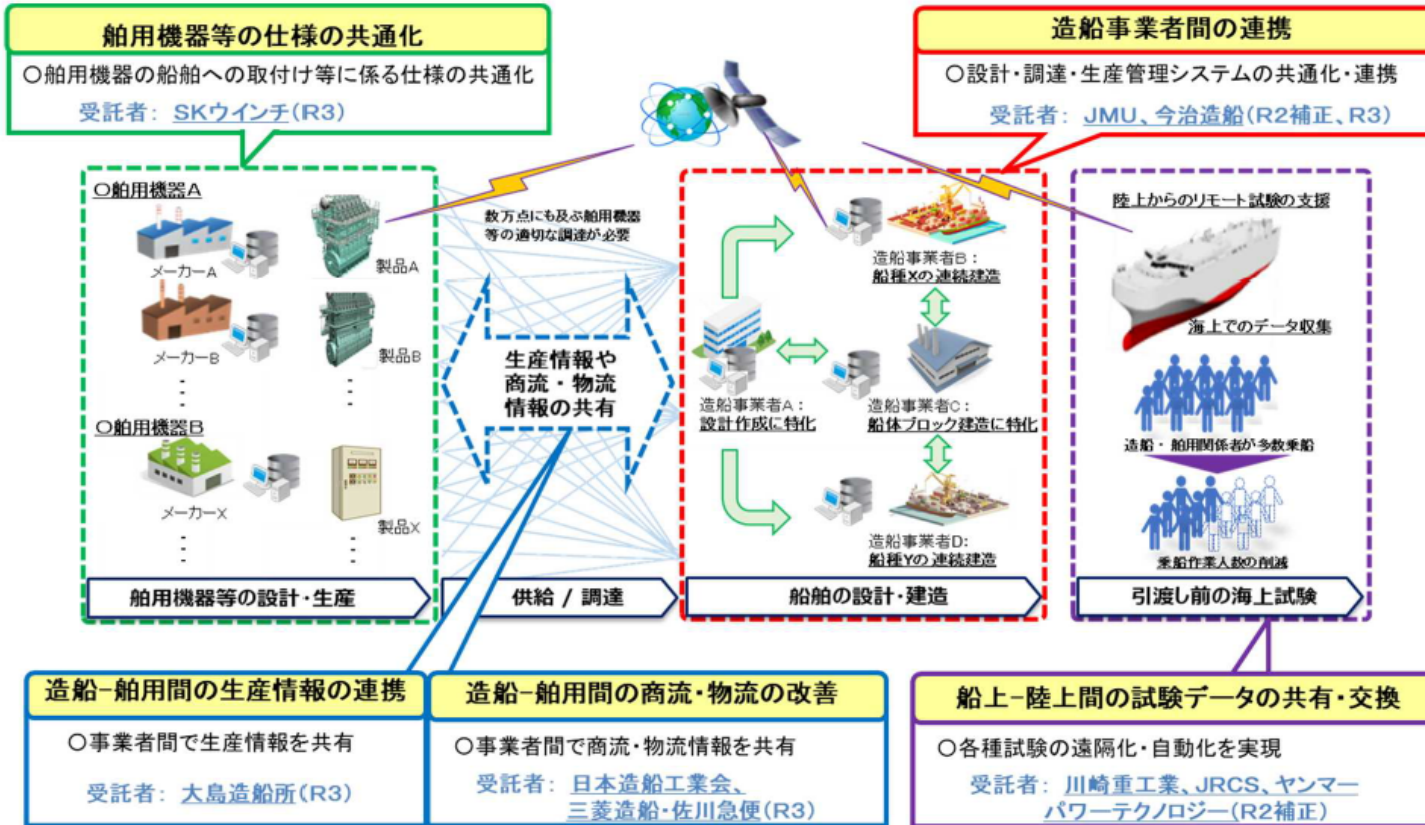 舶用機器等の仕様の共通化
○舶用機器の船舶への取付け等に係る仕様の共通化
受託者： SKウインチ(R3)
造船事業者間の連携
○設計・調達・生産管理システムの共通化・連携
受託者： JMU、今治造船(R2補正、R3)
○舶用機器A
メーカーA
製品A
メーカーB
製品B
○舶用機器B
メーカーX
製品X
舶用機器等の設計・生産
数万点にも及ぶ舶用機器
等の適切な調達が必要
生産情報や
商流・物流
情報の共有
供給 / 調達
造船事業者B：
船種Xの連続建造
造船事業者A：
設計作成に特化
造船事業者C：
船体ブロック建造に特化
造船事業者D：
船種Yの連続建造
船舶の設計・建造
陸上からのリモート試験の支援
海上でのデータ収集
造船・舶用関係者が多数乗船
乗船作業人数の削減
引渡し前の海上試験
造船−舶用間の生産情報の連携
○事業者間で生産情報を共有
受託者： 大島造船所(R3)
造船−舶用間の商流・物流の改善
○事業者間で商流・物流情報を共有
受託者： 日本造船工業会、
三菱造船・佐川急便(R3)
船上−陸上間の試験データの共有・交換
○各種試験の遠隔化・自動化を実現
受託者： 川崎重工業、JRCS、ヤンマー
パワーテクノロジー(R2補正)